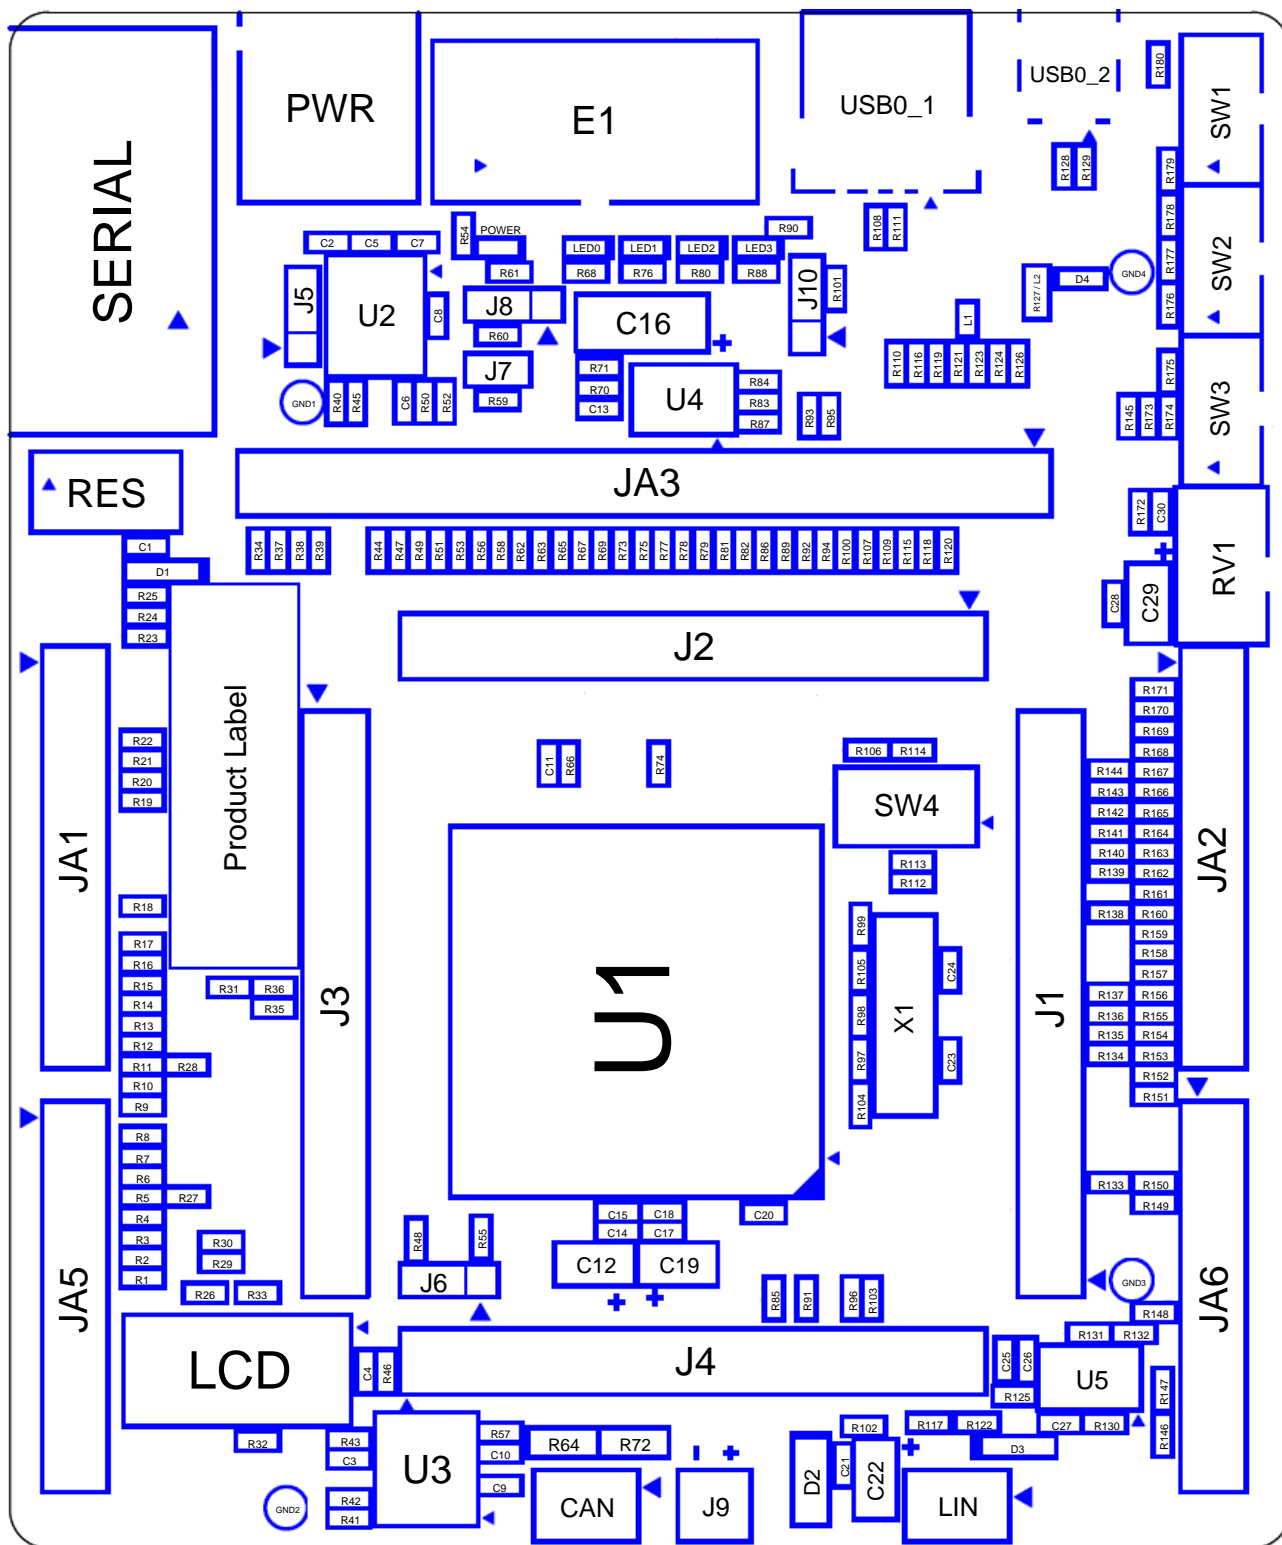 SERIAL
PWR
E1
USB0_1
USB0_2
R180
SW1
R128
R129
R179
R178
R177
R176
SW2
R54
POWER
R61
LED0
LED1
LED2
LED3
R68
R76
R80
R88
R90
R108
R111
C2
C5
C7
J5
U2
C8
J8
R60
J7
R59
C16
J10
R101
R127 / L2
D4
GND4
L1
R110
R116
R119
R121
R123
R124
R126
GND1
R40
R45
C6
R50
R52
R71
R70
C13
U4
R84
R83
R87
R93
R95
R175
R145
R173
R174
SW3
RES
JA3
R172
C30
RV1
C1
D1
R25
R24
R23
R34
R37
R38
R39
R44
R47
R49
R51
R53
R56
R58
R62
R63
R65
R67
R69
R73
R75
R77
R78
R79
R81
R82
R86
R89
R92
R94
R100
R107
R109
R115
R118
R120
C28
C29
J2
JA1
R22
R21
R20
R19
Product Label
R18
R17
R16
R15
R14
R13
R12
R11
R28
R10
R9
R31
R36
R35
J3
C11
R66
R74
R106
R114
SW4
R113
R112
U1
R99
R105
R98
R97
R104
X1
C24
C23
J1
R144
R143
R142
R141
R140
R139
R138
R137
R136
R135
R134
R171
R170
R169
R168
R167
R166
R165
R164
R163
R162
R161
R160
R159
R158
R157
R156
R155
R154
R153
R152
R151
JA2
JA5
R8
R7
R6
R5
R27
R4
R3
R2
R1
R30
R29
R26
R33
R48
R55
J6
C15
C18
C14
C17
C12
C19
C20
R85
R91
R96
R103
R133
R150
R149
GND3
R148
JA6
LCD
C4
R46
J4
C25
C26
R125
R131
R132
U5
R147
R146
R32
R43
C3
R42
R41
GND2
U3
R57
C10
C9
R64
R72
CAN
J9
D2
C21
R102
C22
R117
R122
D3
C27
R130
LIN